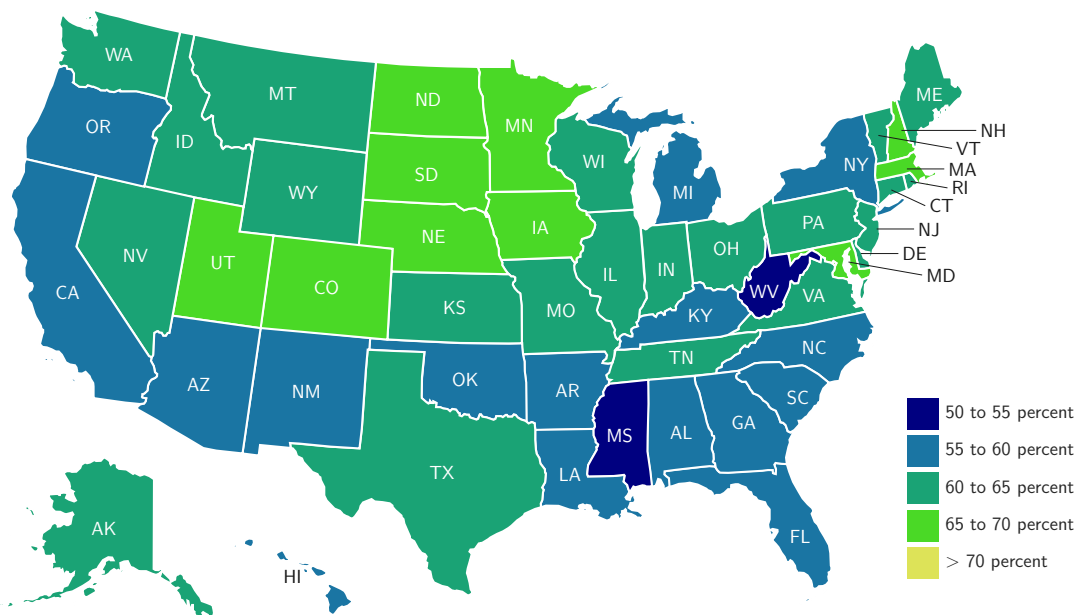 WA
MT
ND
MN
ME
OR
ID
WI
NH
VT
SD
MA
WY
NY
MI
RI
CT
NE
IA
PA
NJ
NV
UT
OH
DE
CO
IL
IN
MD
CA
WV
VA
KS
MO
KY
NC
TN
AZ
NM
OK
AR
SC
GA
MS
AL
TX
LA
AK
FL
HI
50 to 55 percent
55 to 60 percent
60 to 65 percent
65 to 70 percent
> 70 percent